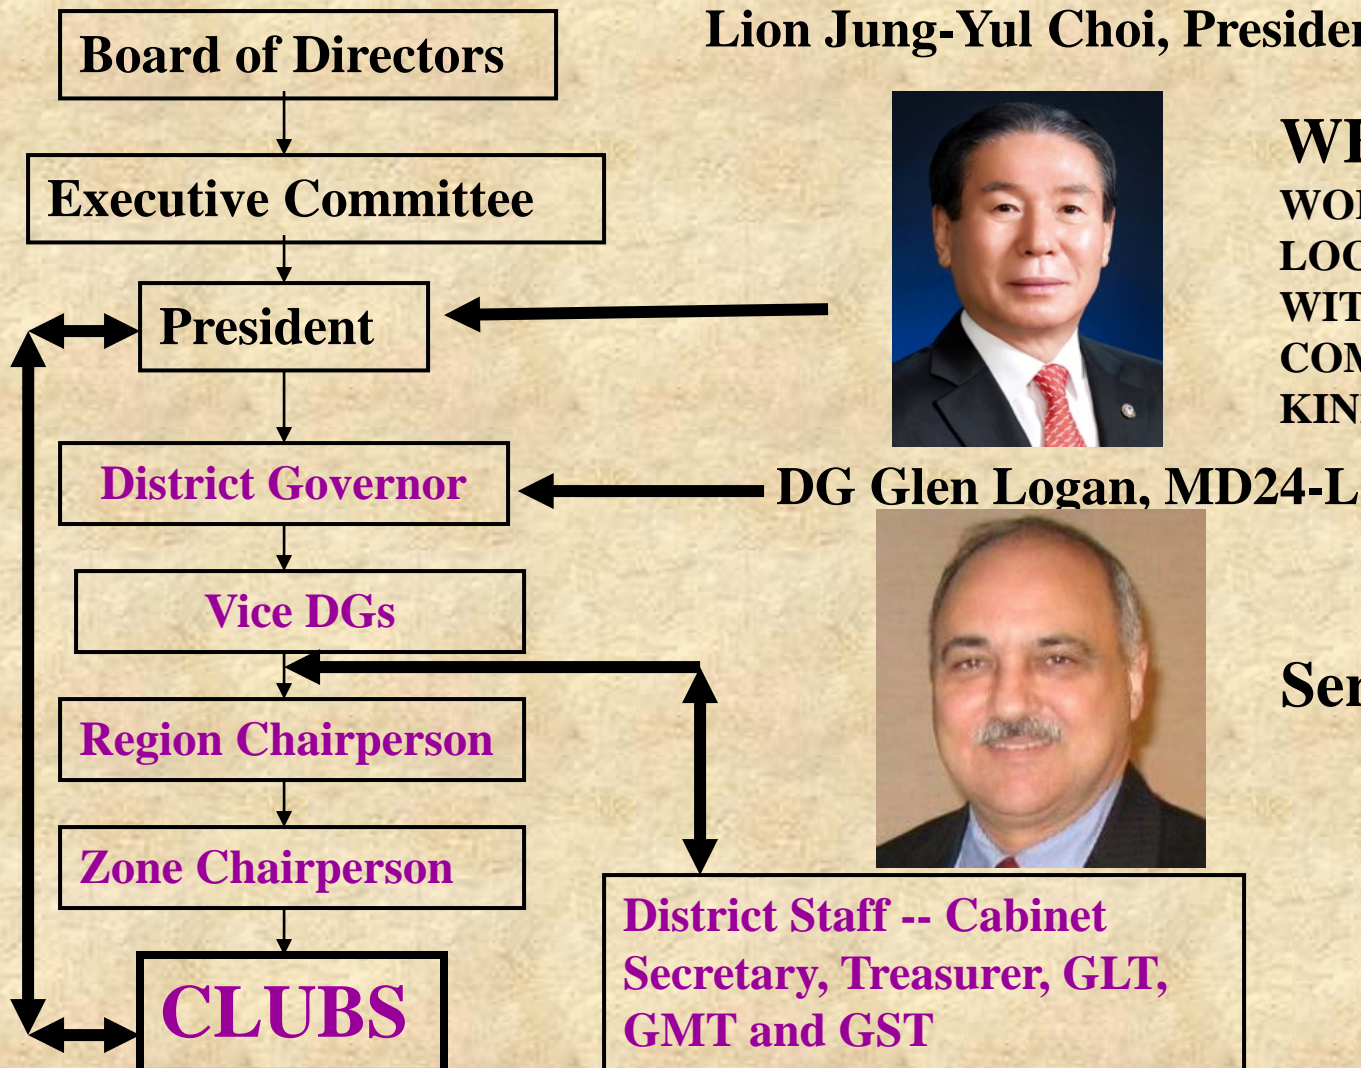 Board of Directors
Executive Committee
President
District Governor
Vice DGs
Region Chairperson
Zone Chairperson
CLUBS
Lion Jung-Yul Choi,
DG Glen Logan, MD24-L
District Staff -- Cabinet
Secretary, Treasurer, GLT,
GMT and GST